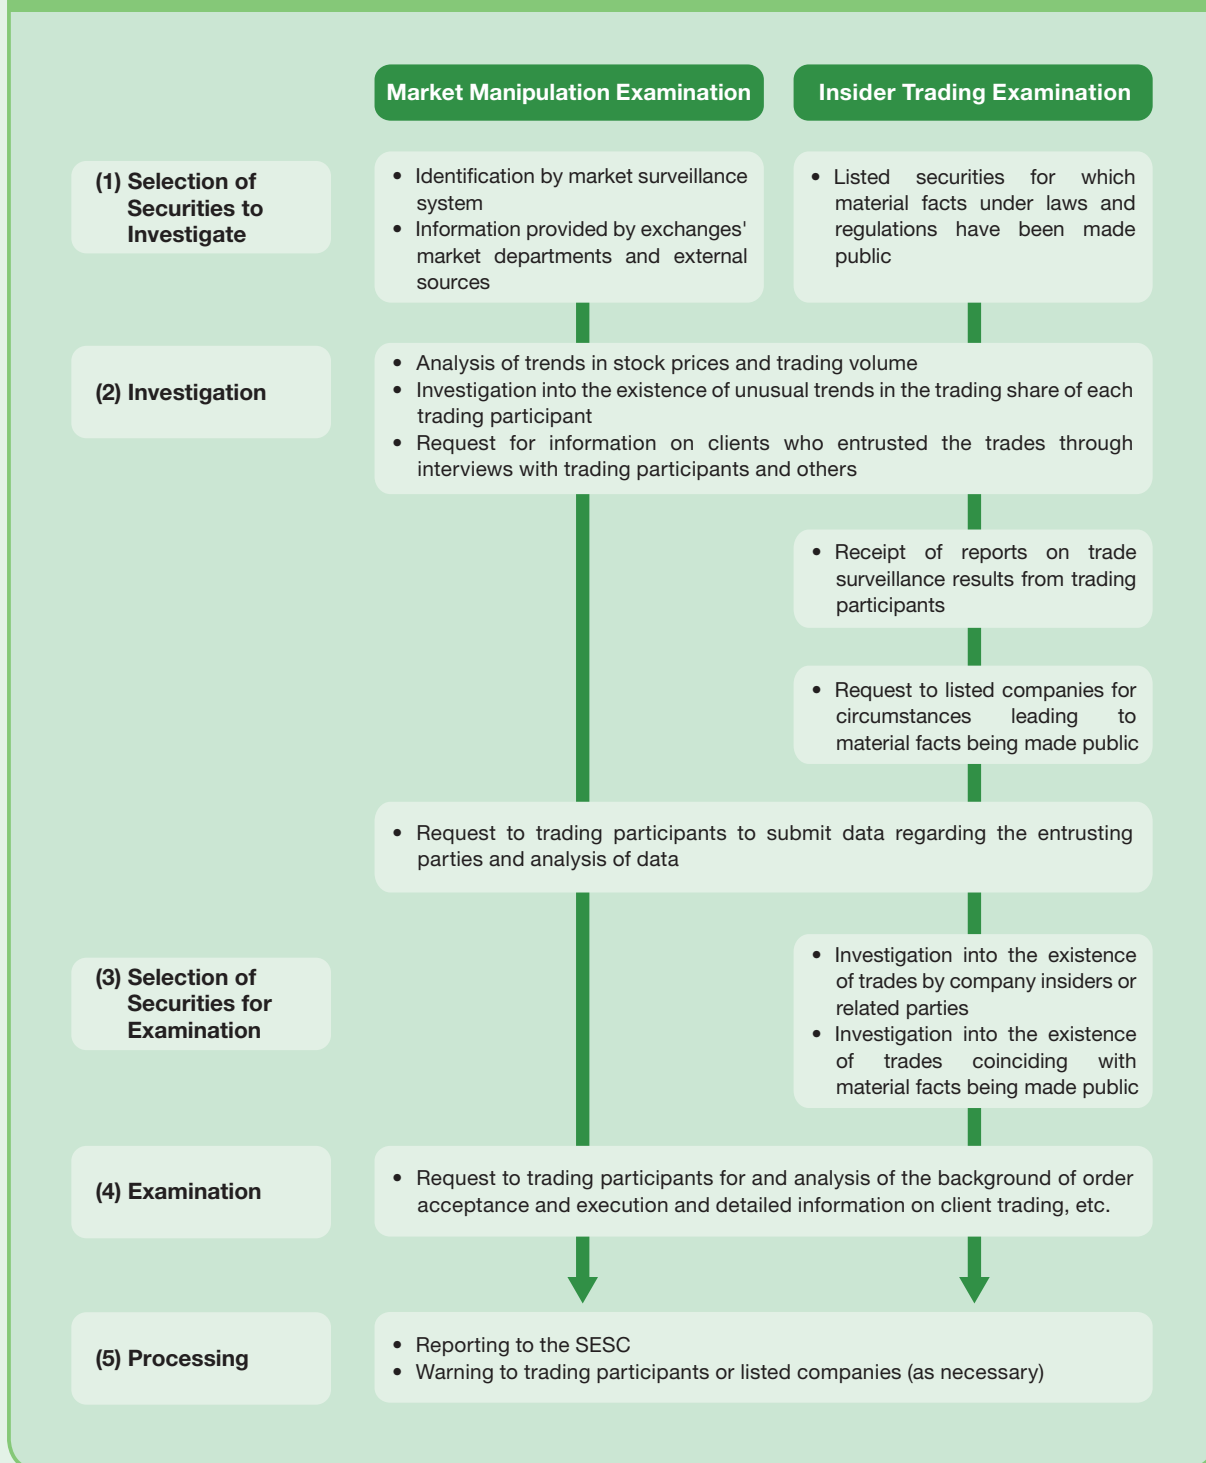 Market Manipulation Examination
Insider Trading Examination
(1) Selection of
Securities to
Investigate
• Identification by market surveillance
system
• Information provided by exchanges'
market departments and external
sources
• Listed securities for which
material facts under laws and
regulations have been made
public
(2) Investigation
• Analysis of trends in stock prices and trading volume
• Investigation into the existence of unusual trends in the trading share of each
trading participant
• Request for information on clients who entrusted the trades through
interviews with trading participants and others
• Receipt of reports on trade
surveillance results from trading
participants
• Request to listed companies for
circumstances leading to
material facts being made public
• Request to trading participants to submit data regarding the entrusting
parties and analysis of data
(3) Selection of
Securities for
Examination
• Investigation into the existence
of trades by company insiders or
related parties
• Investigation into the existence
of trades coinciding with
material facts being made public
(4) Examination
• Request to trading participants for and analysis of the background of order
acceptance and execution and detailed information on client trading, etc.
(5) Processing
• Reporting to the SESC
• Warning to trading participants or listed companies (as necessary)